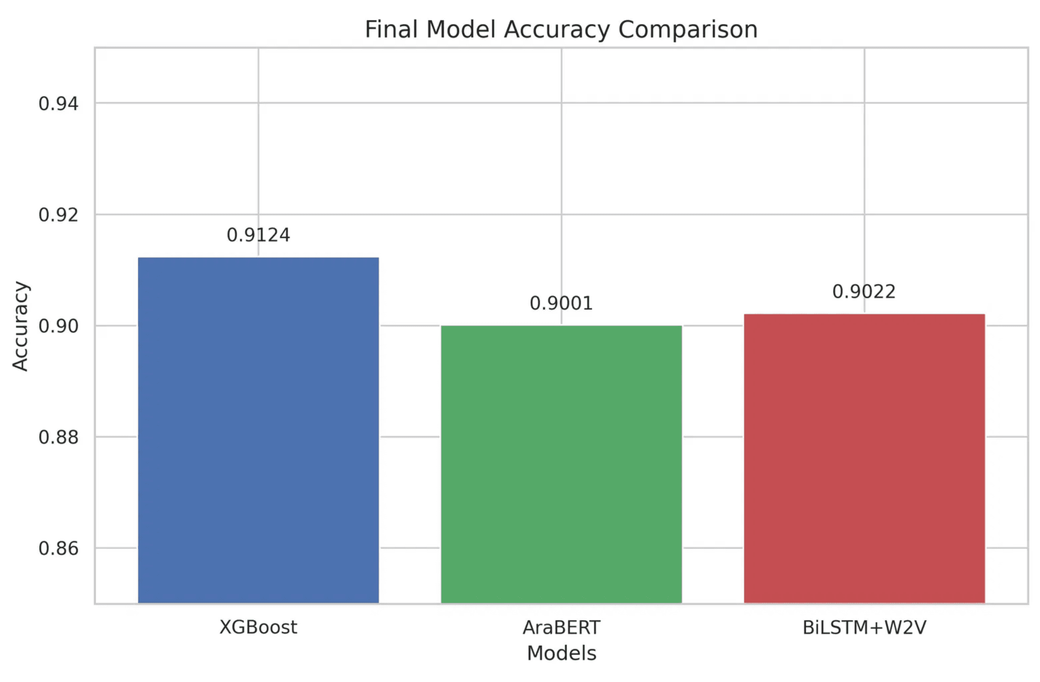 Final Model Accuracy Comparison
0.94
0.92
0.90
0.88
0.86
Accuracy
0.9124
0.9001
0.9022
XGBoost
AraBERT
BiLSTM+W2V
Models